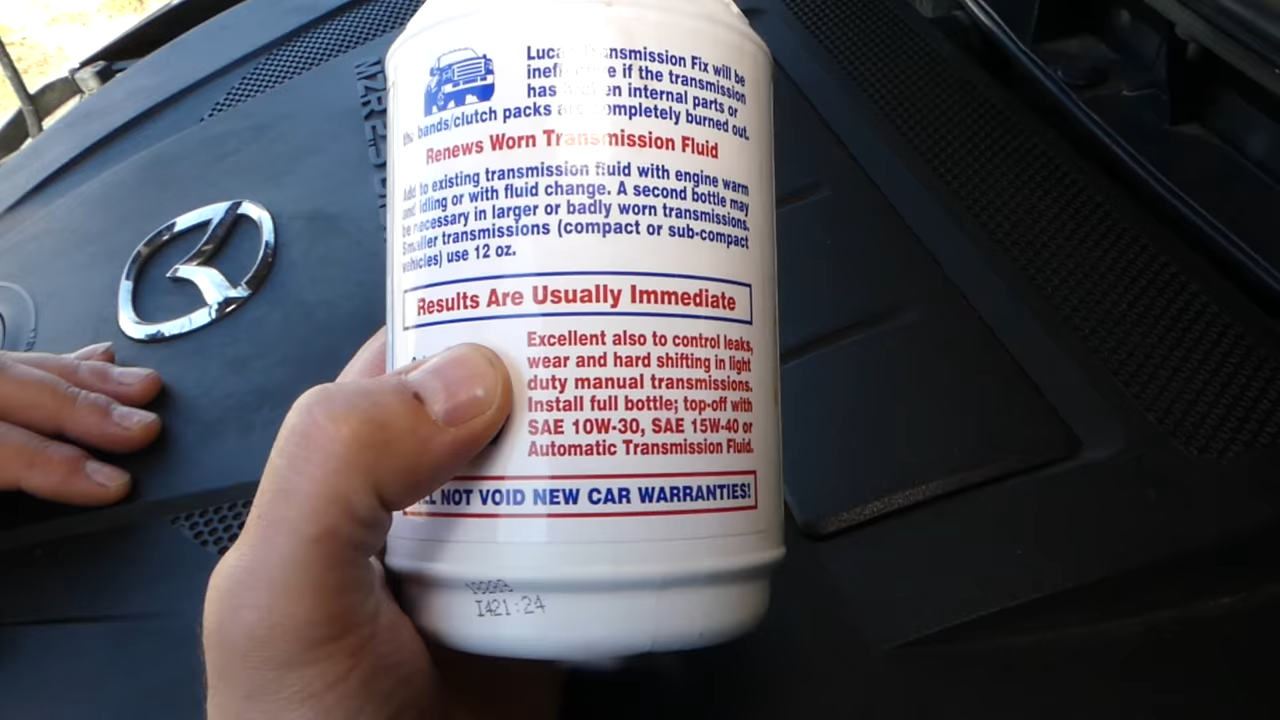 Lucas Transmission Fix will be
ineffective if the transmission
has broken internal parts or
the bands/clutch packs are completely burned out.
Renews Worn Transmission Fluid
Add to existing transmission fluid with engine warm
and idling or with fluid change. A second bottle may
be necessary in larger or badly worn transmissions.
Smaller transmissions (compact or sub-compact
vehicles) use 12 oz.
Results Are Usually Immediate
Excellent also to control leaks,
wear and hard shifting in light
duty manual transmissions.
Install full bottle; top-off with
SAE 10W-30, SAE 15W-40 or
Automatic Transmission Fluid.
NOT VOID NEW CAR WARRANTIES!
I421:24
MZR